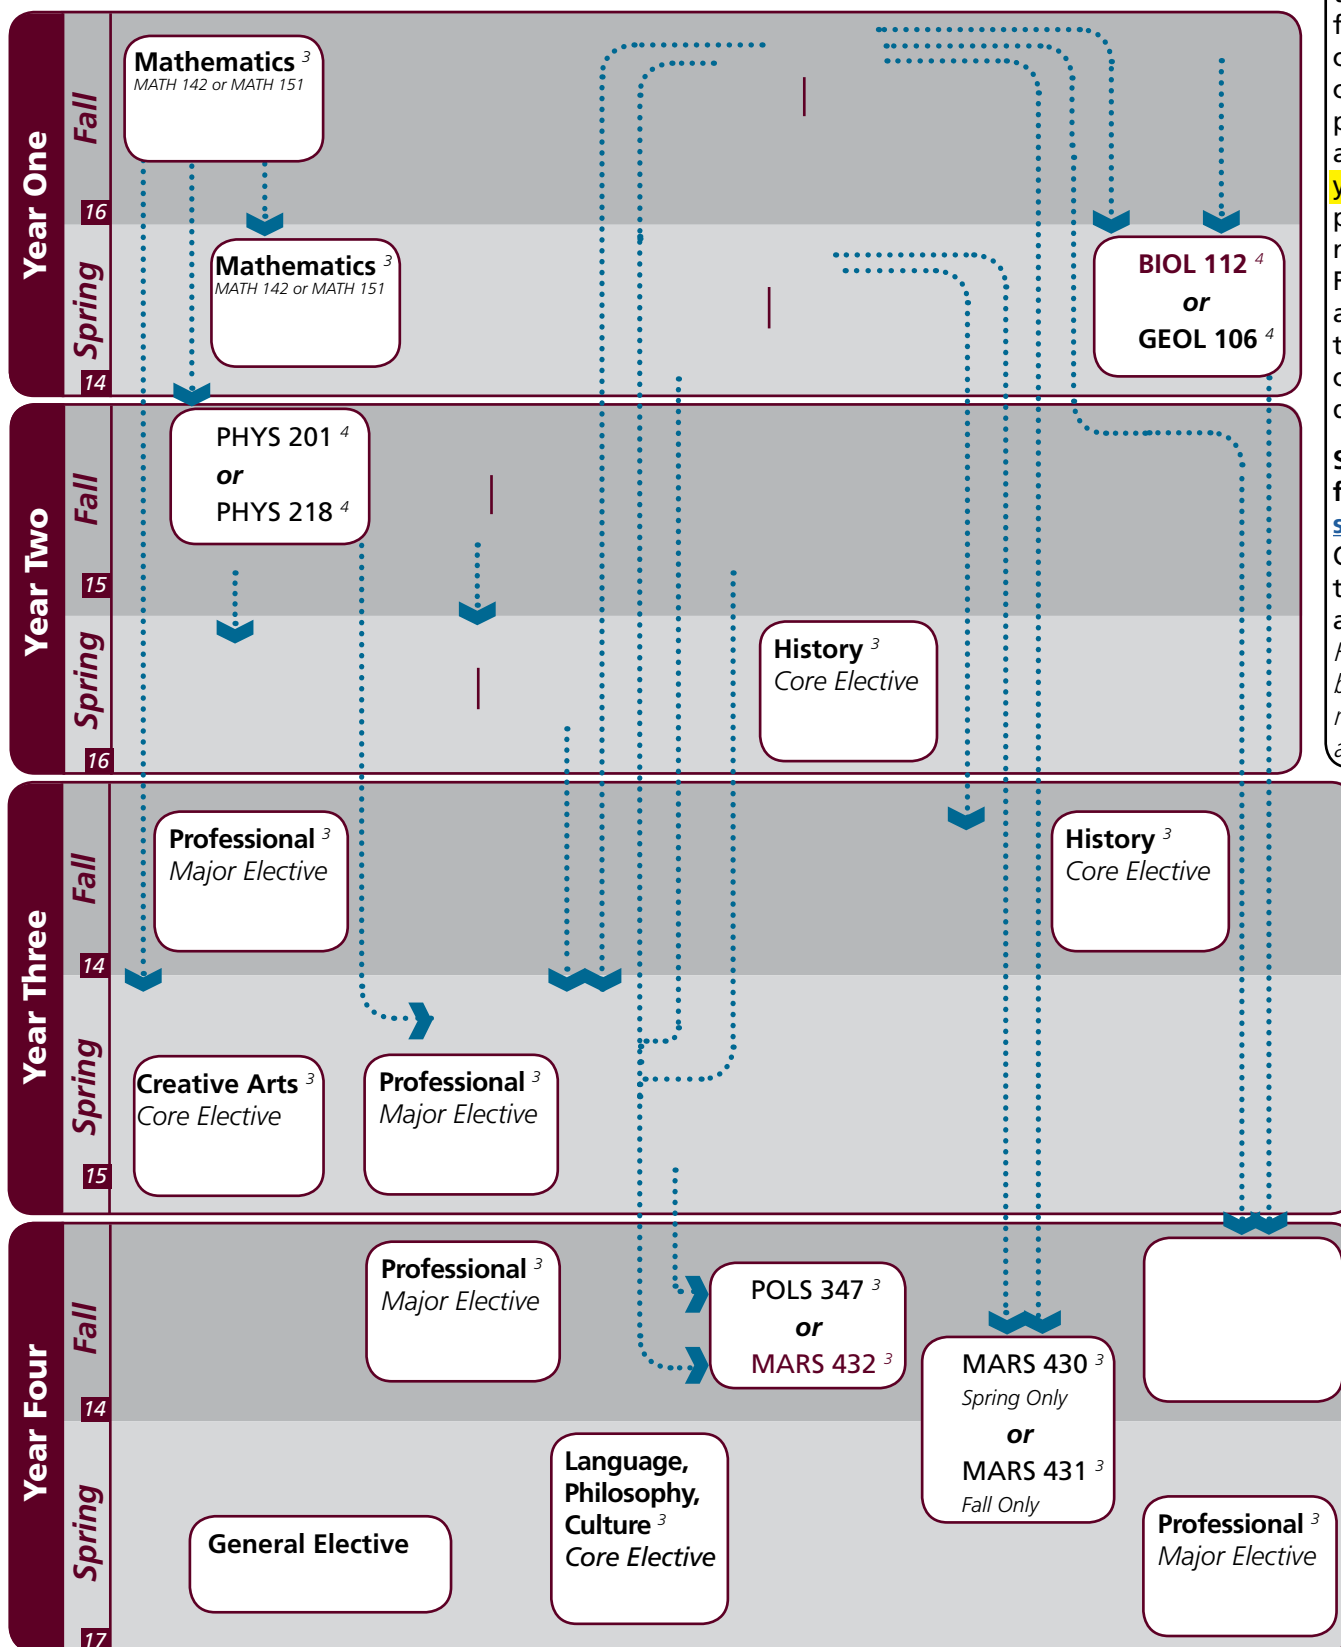 Year One
Fall
Mathematics 3
MATH 142 or MATH 151
16
Spring
Mathematics 3
MATH 142 or MATH 151
BIOL 112 4
or
GEOL 106 4
14
Year Two
Fall
PHYS 201 4
or
PHYS 218 4
15
Spring
History 3
Core Elective
16
Year Three
Fall
Professional 3
Major Elective
History 3
Core Elective
14
Spring
Creative Arts 3
Core Elective
Professional 3
Major Elective
15
Year Four
Fall
Professional 3
Major Elective
POLS 347 3
or
MARS 432 3
MARS 430 3
Spring Only
or
MARS 431 3
Fall Only
14
Spring
General Elective
Language,
Philosophy,
Culture 3
Core Elective
Professional 3
Major Elective
17